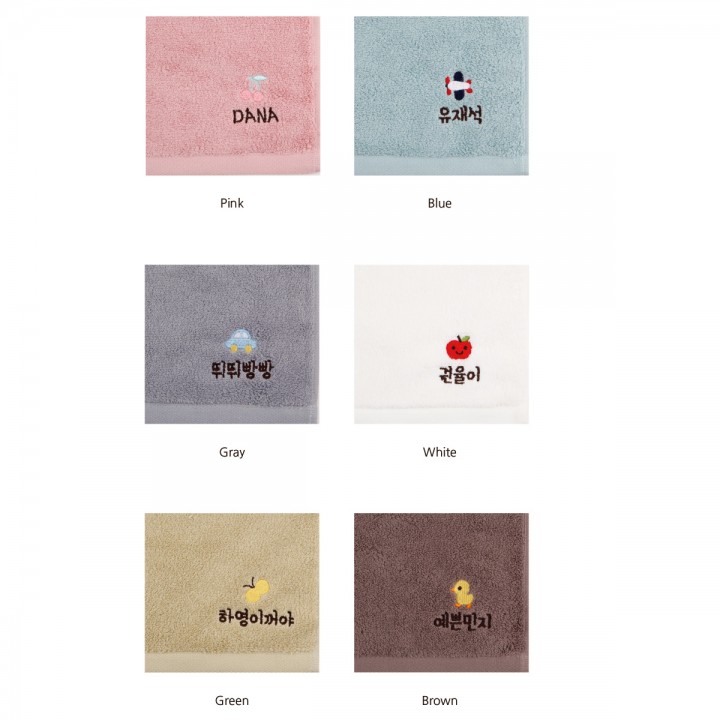 DANA
유재석
Pink
Blue
뛰뛰빵빵
권율이
Gray
White
하영이꺼야
예쁜민지
Green
Brown